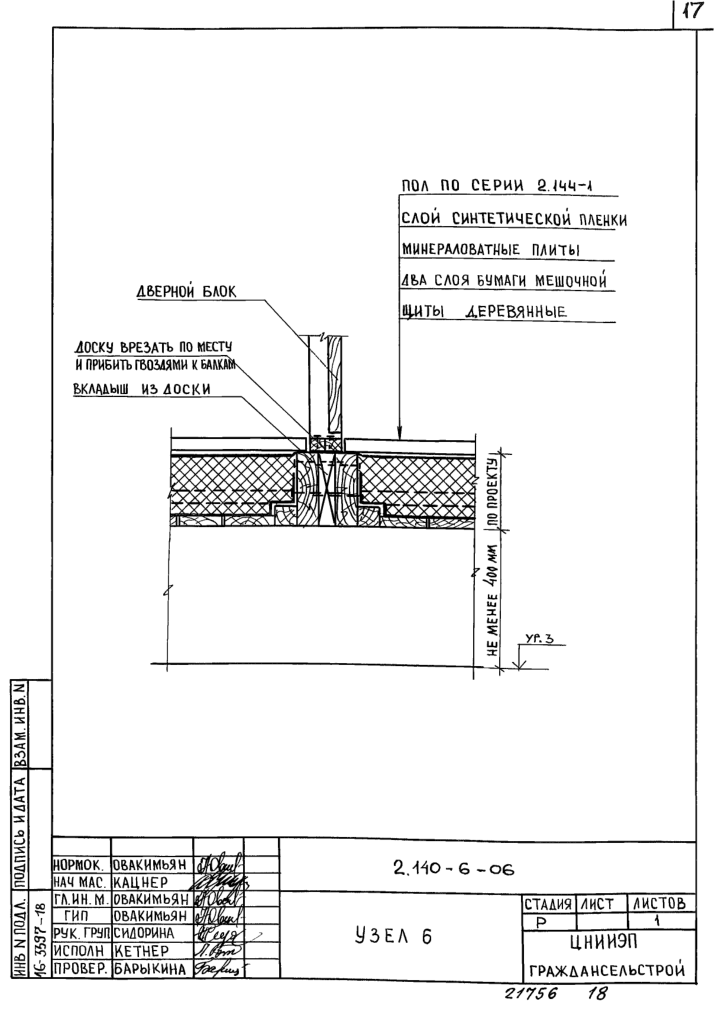 17
ПОЛ ПО СЕРИИ 2.144-1
СЛОЙ СИНТЕТИЧЕСКОЙ ПЛЕНКИ
МИНЕРАЛОВАТНЫЕ ПЛИТЫ
ДВА СЛОЯ БУМАГИ МЕШОЧНОЙ
ЩИТЫ ДЕРЕВЯННЫЕ
ДВЕРНОЙ БЛОК
ДОСКУ ВРЕЗАТЬ ПО МЕСТУ
И ПРИБИТЬ ГВОЗДЯМИ К БАЛКАМ
ВКЛАДЫШ ИЗ ДОСКИ
ПО ПРОЕКТУ
НЕ МЕНЕЕ 400 ММ
УР. З
ВЗАМ. ИНВ. N
ПОДПИСЬ И ДАТА
ИНВ N ПОДЛ.
16-3397-18
НОРМОК. ОВАКИМЬЯН
НАЧ МАС. КАЦНЕР
ГЛ. ИН. М. ОВАКИМЬЯН
ГИП ОВАКИМЬЯН
РУК. ГРУП СИДОРИНА
ИСПОЛН КЕТНЕР
ПРОВЕР. БАРЫКИНА
2.140-6-06
УЗЕЛ 6
СТАДИЯ ЛИСТ ЛИСТОВ
Р 1
ЦНИИЭП
ГРАЖДАНСЕЛЬСТРОЙ
21756 18